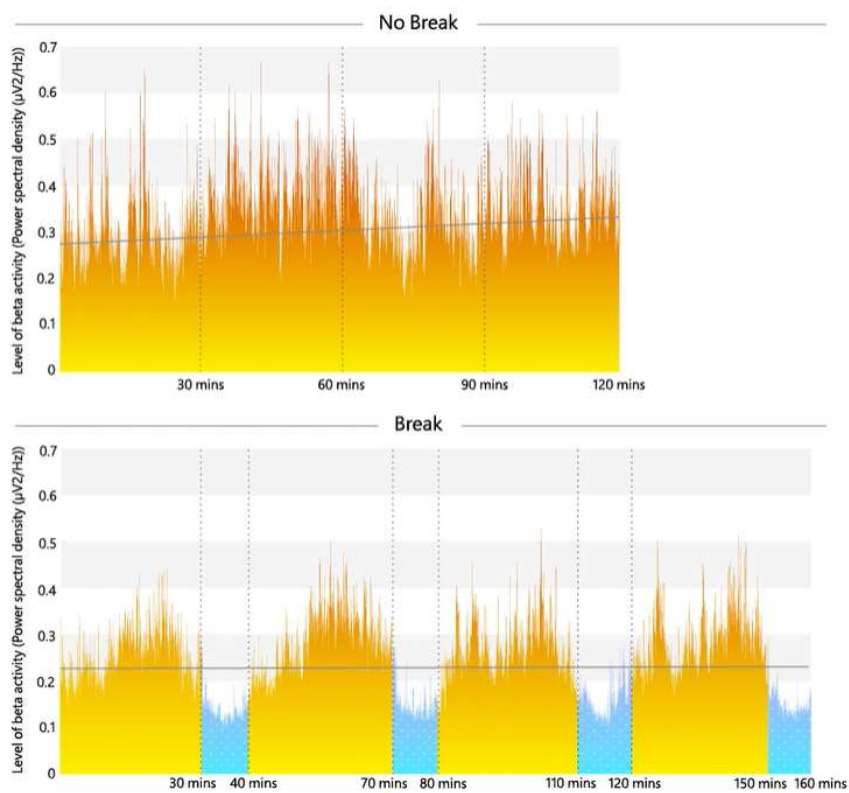 No Break
Level of beta activity (Power spectral density (µV2/Hz))
0.7
0.6
0.5
0.4
0.3
0.2
0.1
0
30 mins
60 mins
90 mins
120 mins
Break
Level of beta activity (Power spectral density (µV2/Hz))
0.7
0.6
0.5
0.4
0.3
0.2
0.1
0
30 mins
40 mins
70 mins
80 mins
110 mins
120 mins
150 mins
160 mins